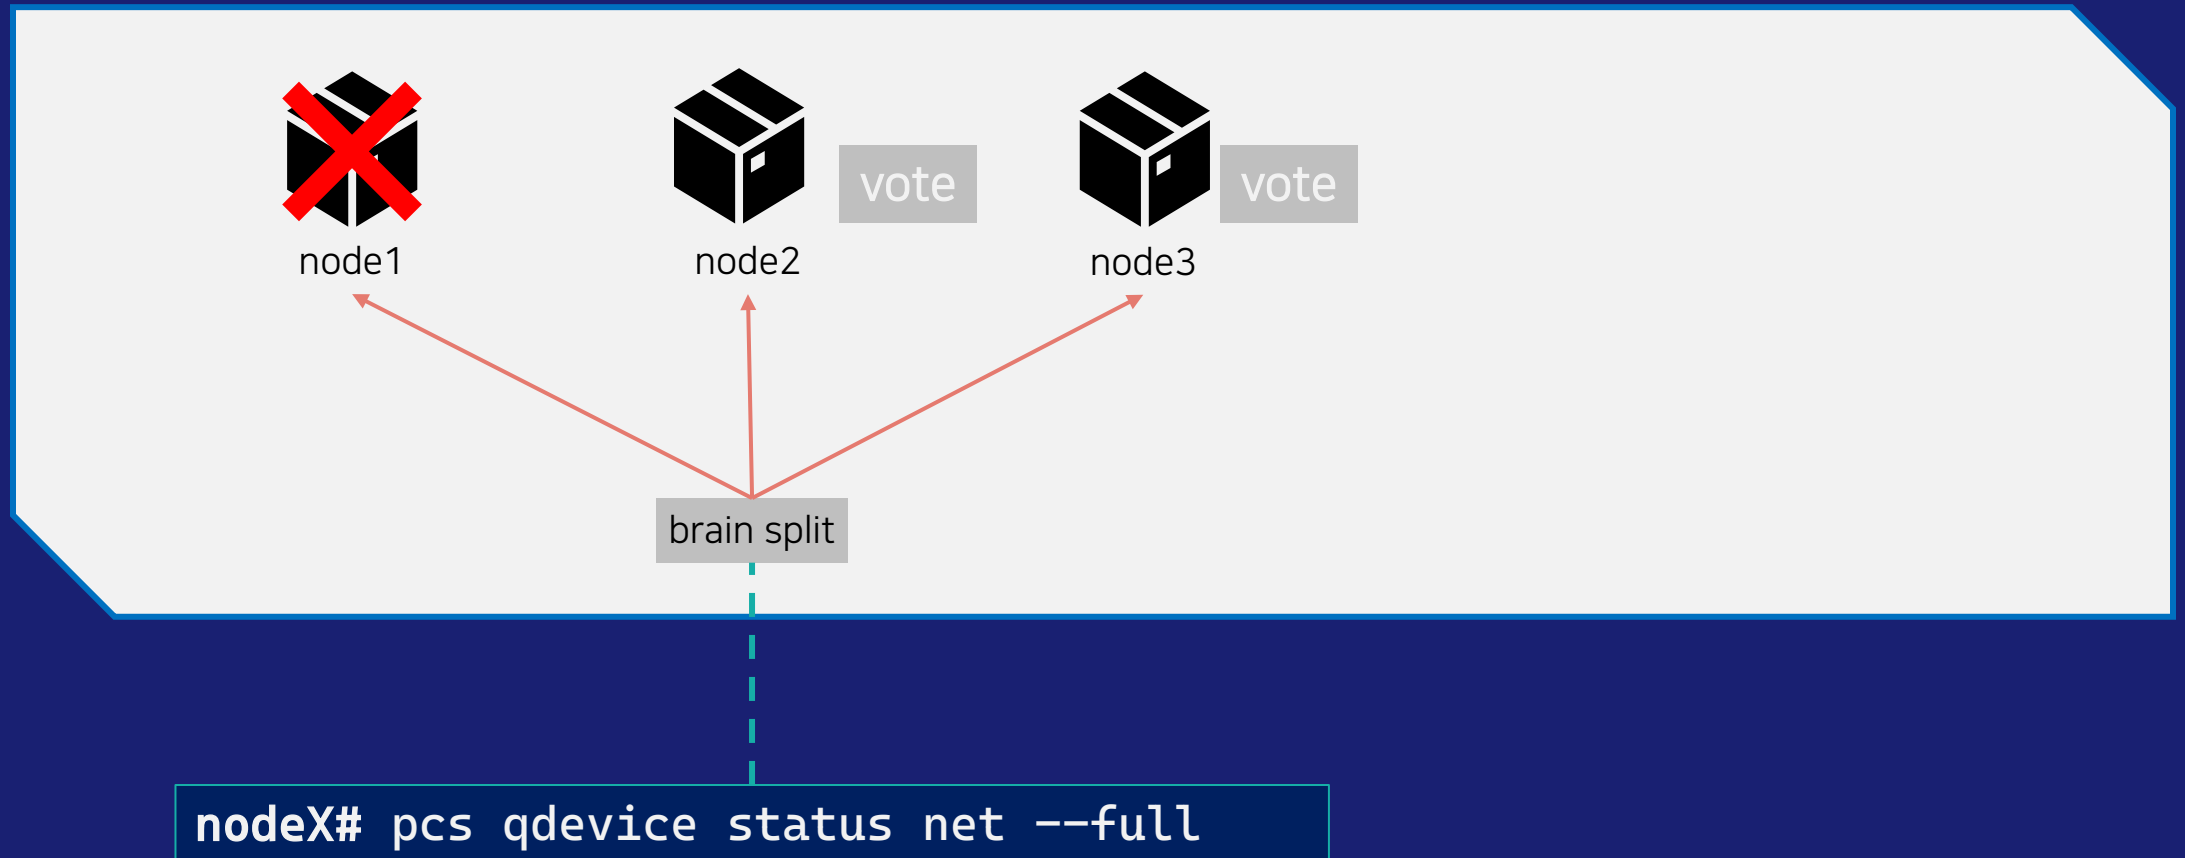 vote
vote
node1
node2
node3
brain split
nodeX# pcs qdevice status net --full